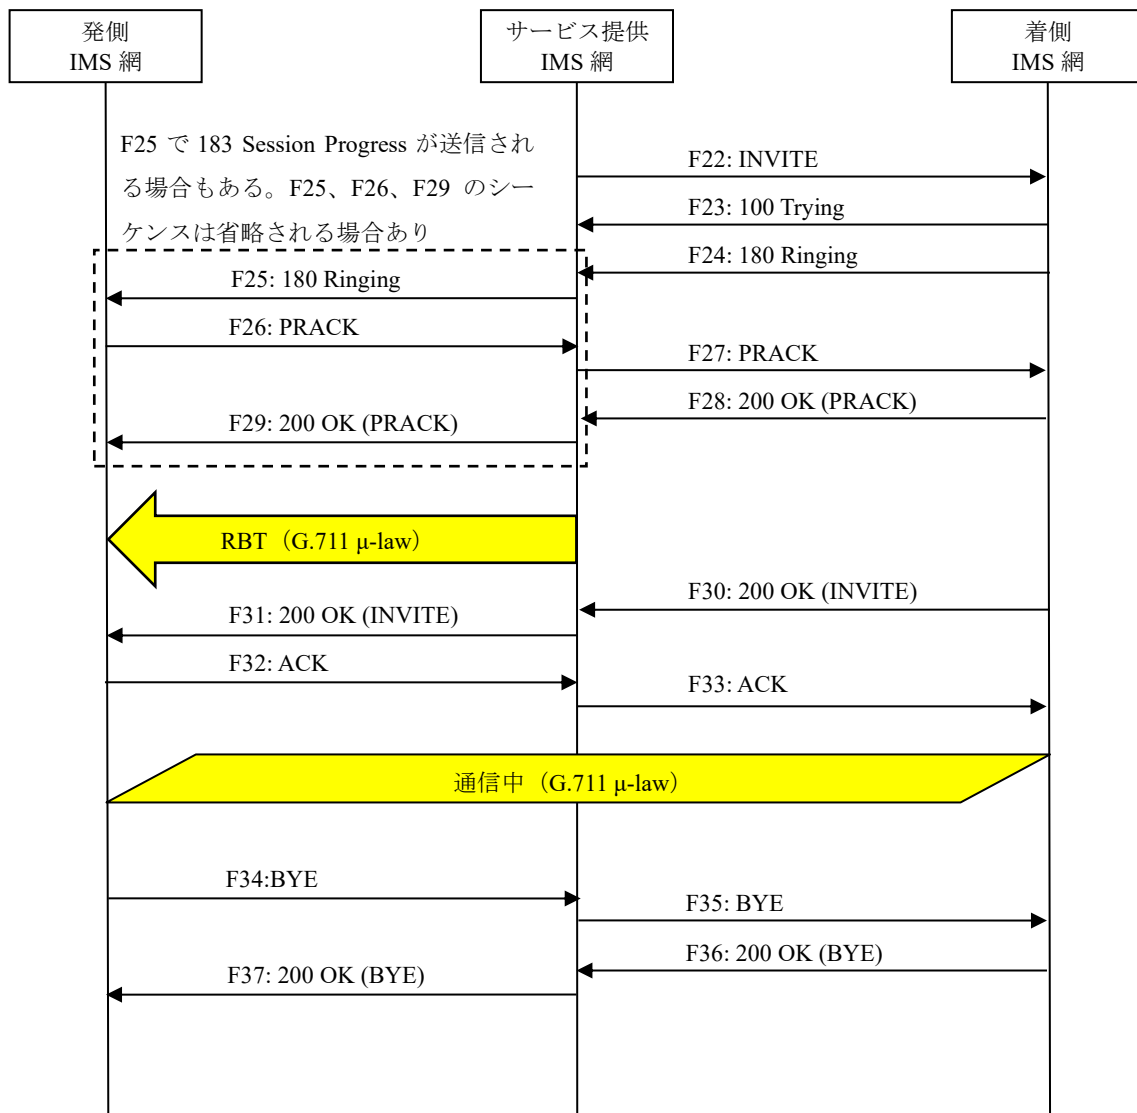 発側
IMS 網
サービス提供
IMS 網
着側
IMS 網
F25 で 183 Session Progress が送信され
る場合もある。F25、F26、F29 のシー
ケンスは省略される場合あり
F22: INVITE
F23: 100 Trying
F24: 180 Ringing
F25: 180 Ringing
F26: PRACK
F27: PRACK
F28: 200 OK (PRACK)
F29: 200 OK (PRACK)
RBT（G.711 μ-law）
F30: 200 OK (INVITE)
F31: 200 OK (INVITE)
F32: ACK
F33: ACK
通信中（G.711 μ-law）
F34:BYE
F35: BYE
F36: 200 OK (BYE)
F37: 200 OK (BYE)